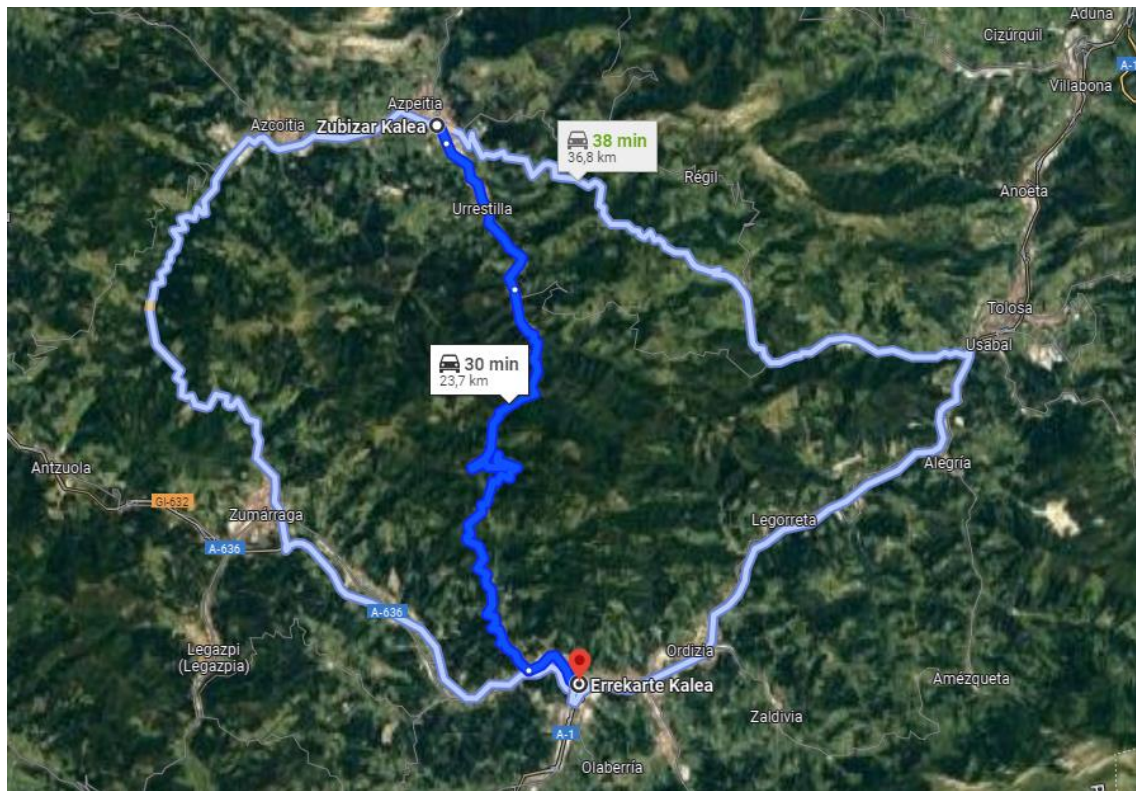 Aduna
Cizúrquil
A-1
Villabona
Azpeitia
Azcoitia
Zubizar Kalea
38 min
36,8 km
Régil
Anoeta
Urrestilla
Tolosa
Usabal
30 min
23,7 km
Antzuola
Alegría
GI-632
Zumárraga
Legorreta
A-636
A-636
Legazpi
(Legazpia)
Ordizia
Errekarte Kalea
Amézqueta
Zaldivia
A-1
Olaberría